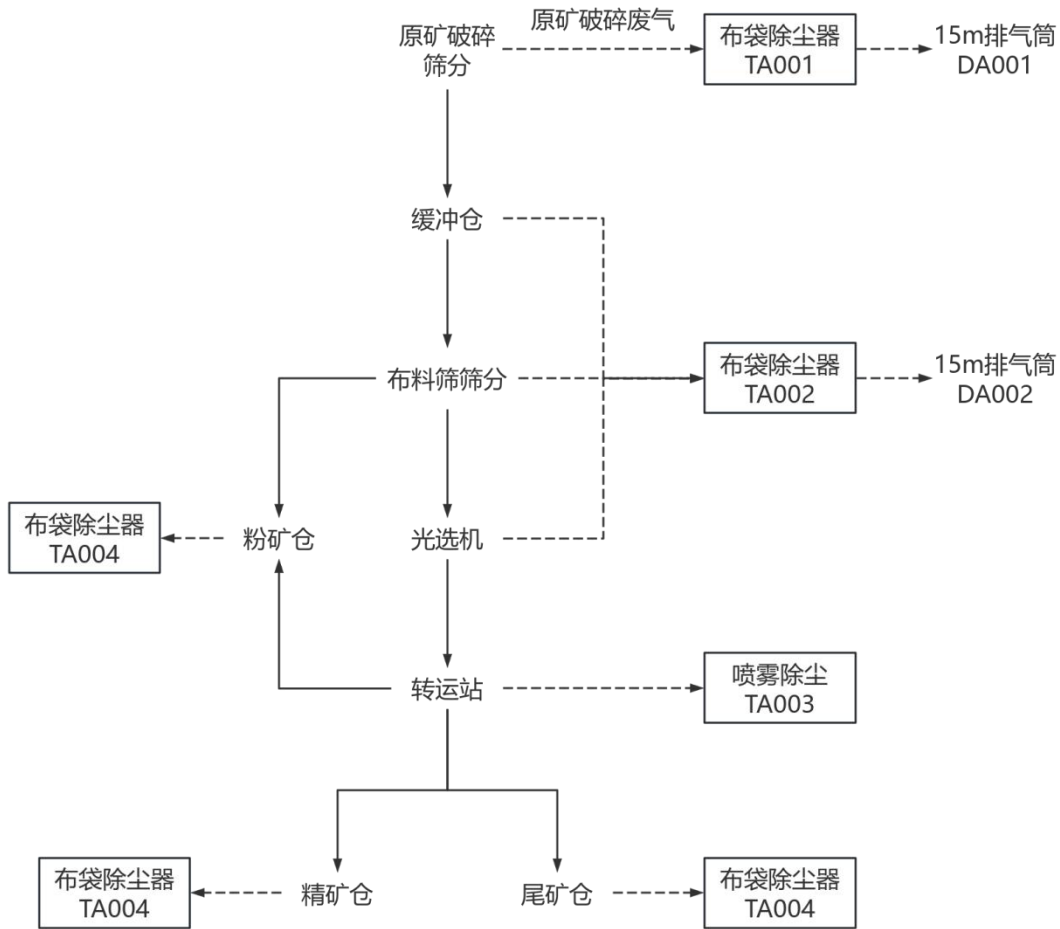 原矿破碎
筛分
原矿破碎废气
布袋除尘器
TA001
15m排气筒
DA001
缓冲仓
布料筛筛分
布袋除尘器
TA002
15m排气筒
DA002
布袋除尘器
TA004
粉矿仓
光选机
转运站
喷雾除尘
TA003
布袋除尘器
TA004
精矿仓
尾矿仓
布袋除尘器
TA004